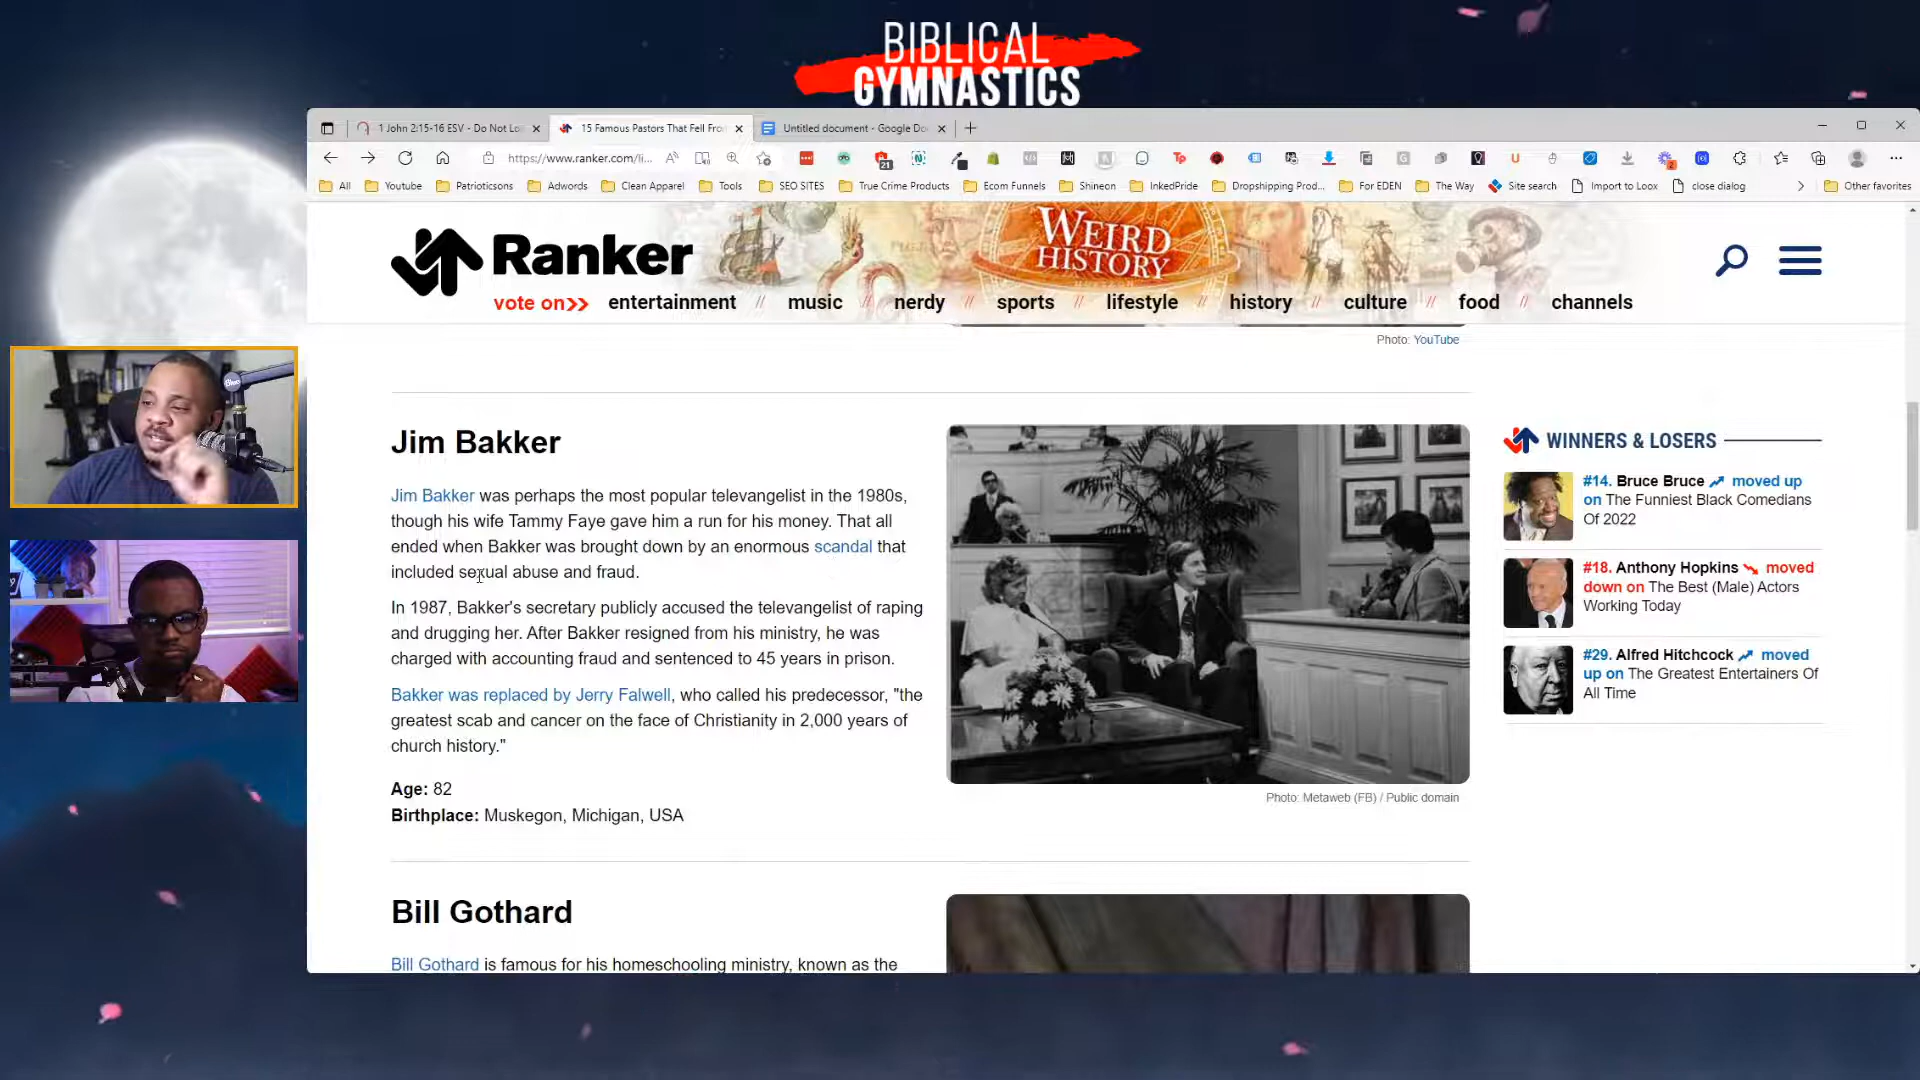 BIBLICAL
GYMNASTICS
1 John 2:15-16 ESV - Do Not Lo
15 Famous Pastors That Fell Fro
Untitled document - Google Do
https://www.ranker.com/li...
21
2
All
Youtube
Patrioticsons
Adwords
Clean Apparel
Tools
SEO SITES
True Crime Products
Ecom Funnels
Shineon
InkedPride
Dropshipping Prod...
For EDEN
The Way
Site search
Import to Loox
close dialog
Other favorites
Ranker
WEIRD
HISTORY
vote on>> entertainment // music // nerdy // sports // lifestyle // history // culture // food // channels
Photo: YouTube
Jim Bakker
Jim Bakker was perhaps the most popular televangelist in the 1980s,
though his wife Tammy Faye gave him a run for his money. That all
ended when Bakker was brought down by an enormous scandal that
included sexual abuse and fraud.
In 1987, Bakker's secretary publicly accused the televangelist of raping
and drugging her. After Bakker resigned from his ministry, he was
charged with accounting fraud and sentenced to 45 years in prison.
Bakker was replaced by Jerry Falwell, who called his predecessor, "the
greatest scab and cancer on the face of Christianity in 2,000 years of
church history."
Age: 82
Birthplace: Muskegon, Michigan, USA
Photo: Metaweb (FB) / Public domain
WINNERS & LOSERS
#14. Bruce Bruce moved up
on The Funniest Black Comedians
Of 2022
#18. Anthony Hopkins moved
down on The Best (Male) Actors
Working Today
#29. Alfred Hitchcock moved
up on The Greatest Entertainers Of
All Time
Bill Gothard
Bill Gothard is famous for his homeschooling ministry, known as the